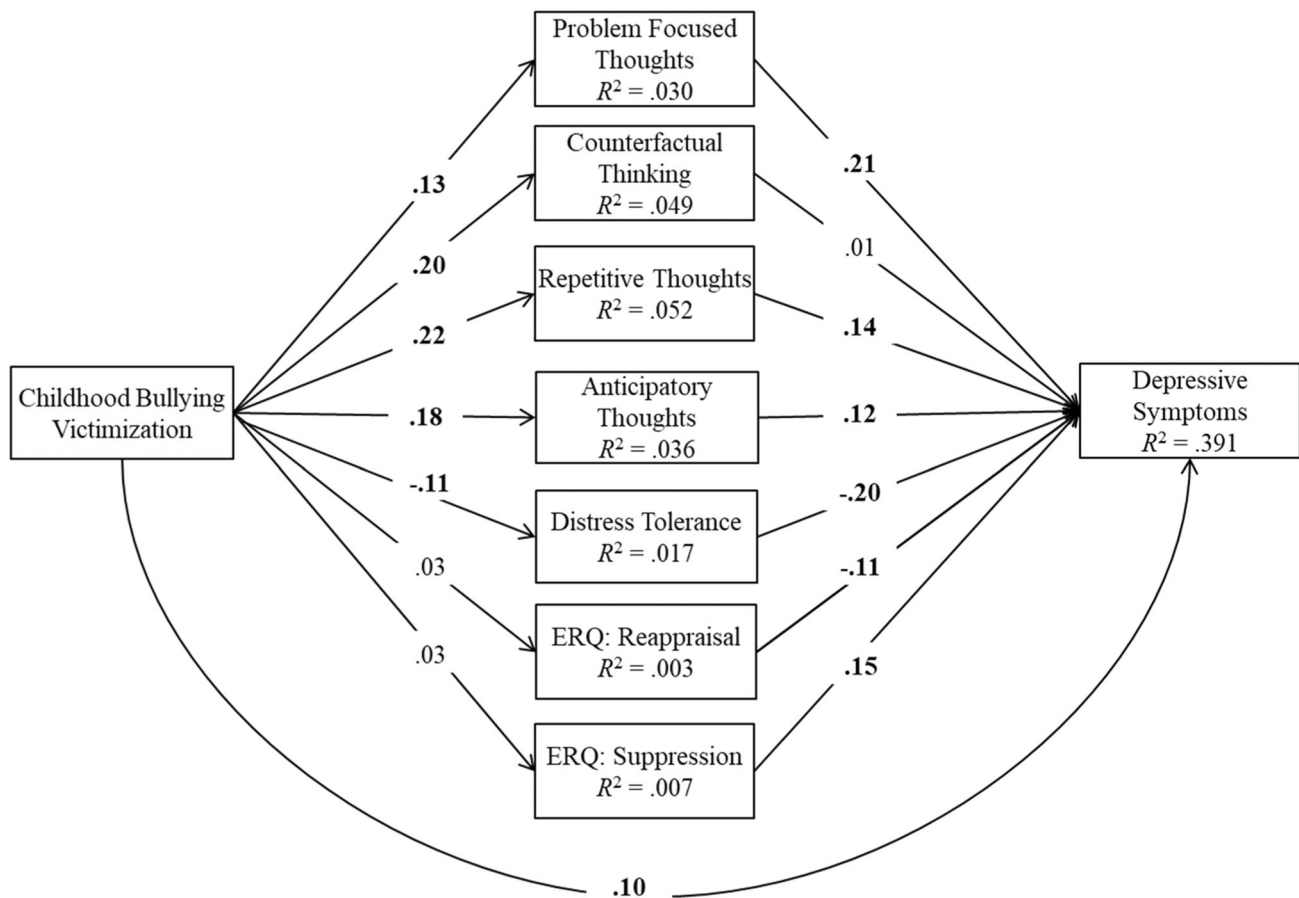 Problem Focused
Thoughts
R² = .030
Counterfactual
Thinking
R² = .049
Repetitive Thoughts
R² = .052
Anticipatory
Thoughts
R² = .036
Distress Tolerance
R² = .017
ERQ: Reappraisal
R² = .003
ERQ: Suppression
R² = .007
Childhood Bullying
Victimization
Depressive
Symptoms
R² = .391
.13
.20
.22
.18
-.11
.03
.03
.21
.01
.14
.12
-.20
-.11
.15
.10